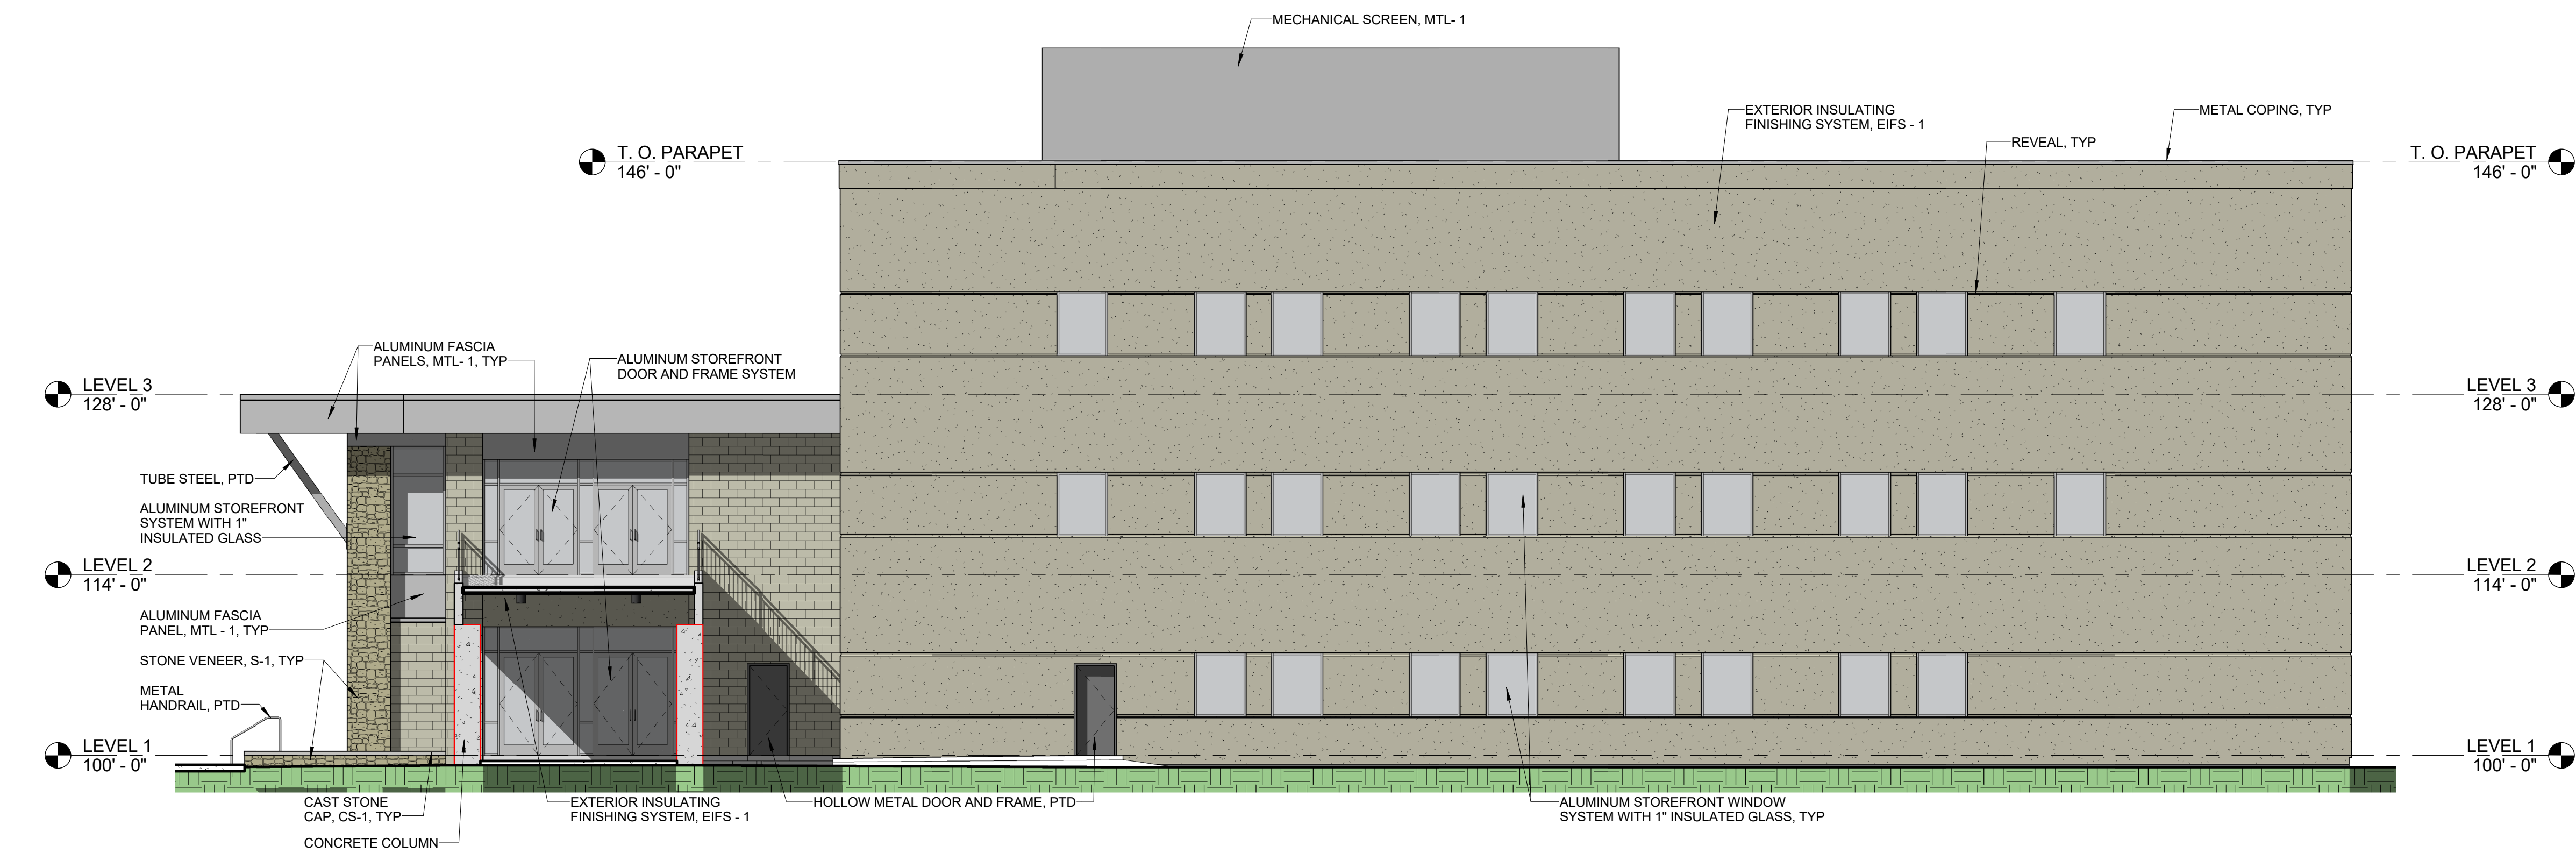 MECHANICAL SCREEN, MTL- 1
EXTERIOR INSULATING
FINISHING SYSTEM, EIFS - 1
METAL COPING, TYP
REVEAL, TYP
T. O. PARAPET
146' - 0"
T. O. PARAPET
146' - 0"
ALUMINUM FASCIA
PANELS, MTL- 1, TYP
ALUMINUM STOREFRONT
DOOR AND FRAME SYSTEM
LEVEL 3
128' - 0"
LEVEL 3
128' - 0"
TUBE STEEL, PTD
ALUMINUM STOREFRONT
SYSTEM WITH 1"
INSULATED GLASS
LEVEL 2
114' - 0"
LEVEL 2
114' - 0"
ALUMINUM FASCIA
PANEL, MTL - 1, TYP
STONE VENEER, S-1, TYP
METAL
HANDRAIL, PTD
LEVEL 1
100' - 0"
LEVEL 1
100' - 0"
CAST STONE
CAP, CS-1, TYP
CONCRETE COLUMN
EXTERIOR INSULATING
FINISHING SYSTEM, EIFS - 1
HOLLOW METAL DOOR AND FRAME, PTD
ALUMINUM STOREFRONT WINDOW
SYSTEM WITH 1" INSULATED GLASS, TYP